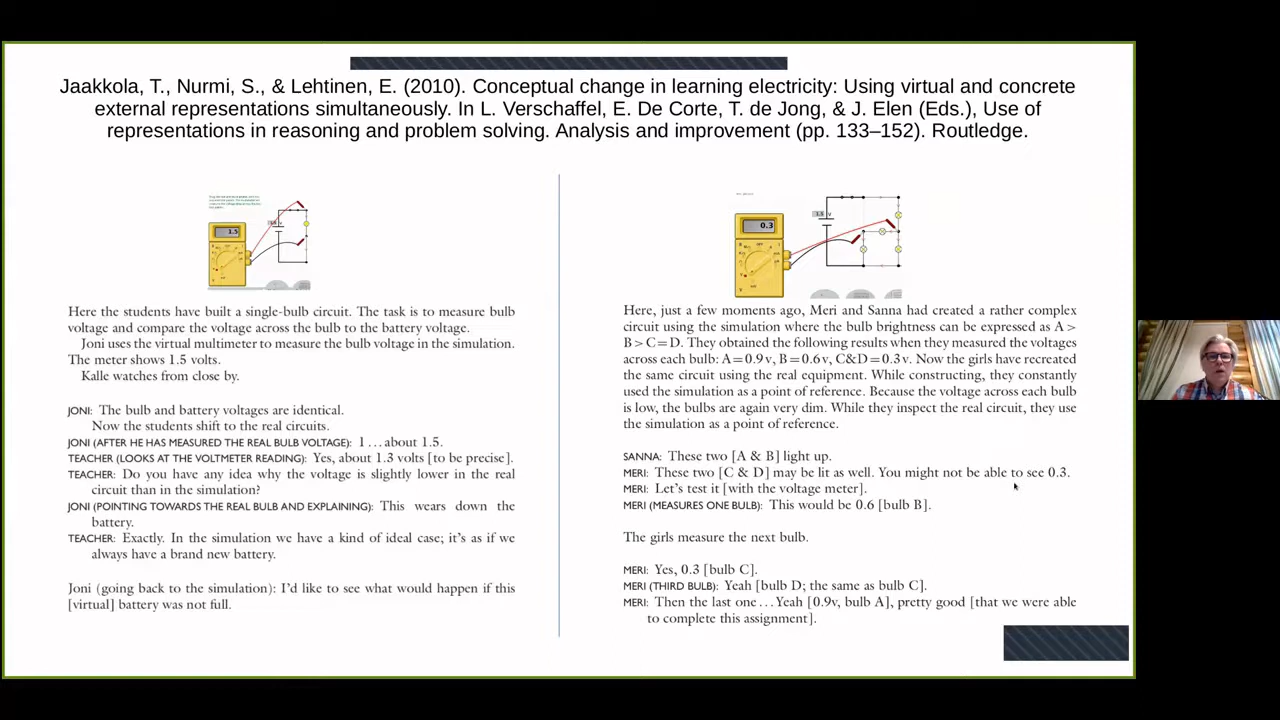 Jaakkola, T., Nurmi, S., & Lehtinen, E. (2010). Conceptual change in learning electricity: Using virtual and concrete
external representations simultaneously. In L. Verschaffel, E. De Corte, T. de Jong, & J. Elen (Eds.), Use of
representations in reasoning and problem solving. Analysis and improvement (pp. 133–152). Routledge.
1.5
Here the students have built a single-bulb circuit. The task is to measure bulb
voltage and compare the voltage across the bulb to the battery voltage.
Joni uses the virtual multimeter to measure the bulb voltage in the simulation.
The meter shows 1.5 volts.
Kalle watches from close by.
JONI: The bulb and battery voltages are identical.
Now the students shift to the real circuits.
JONI (AFTER HE HAS MEASURED THE REAL BULB VOLTAGE): 1 . . . about 1.5.
TEACHER (LOOKS AT THE VOLTMETER READING): Yes, about 1.3 volts [to be precise].
TEACHER: Do you have any idea why the voltage is slightly lower in the real
circuit than in the simulation?
JONI (POINTING TOWARDS THE REAL BULB AND EXPLAINING): This wears down the
battery.
TEACHER: Exactly. In the simulation we have a kind of ideal case; it's as if we
always have a brand new battery.
Joni (going back to the simulation): I'd like to see what would happen if this
[virtual] battery was not full.
0.3
1.5 V
Here, just a few moments ago, Meri and Sanna had created a rather complex
circuit using the simulation where the bulb brightness can be expressed as A >
B > C = D. They obtained the following results when they measured the voltages
across each bulb: A = 0.9 v, B = 0.6 v, C&D = 0.3 v. Now the girls have recreated
the same circuit using the real equipment. While constructing, they constantly
used the simulation as a point of reference. Because the voltage across each bulb
is low, the bulbs are again very dim. While they inspect the real circuit, they use
the simulation as a point of reference.
SANNA: These two [A & B] light up.
MERI: These two [C & D] may be lit as well. You might not be able to see 0.3.
MERI: Let's test it [with the voltage meter].
MERI (MEASURES ONE BULB): This would be 0.6 [bulb B].
The girls measure the next bulb.
MERI: Yes, 0.3 [bulb C].
MERI (THIRD BULB): Yeah [bulb D; the same as bulb C].
MERI: Then the last one . . . Yeah [0.9v, bulb A], pretty good [that we were able
to complete this assignment].